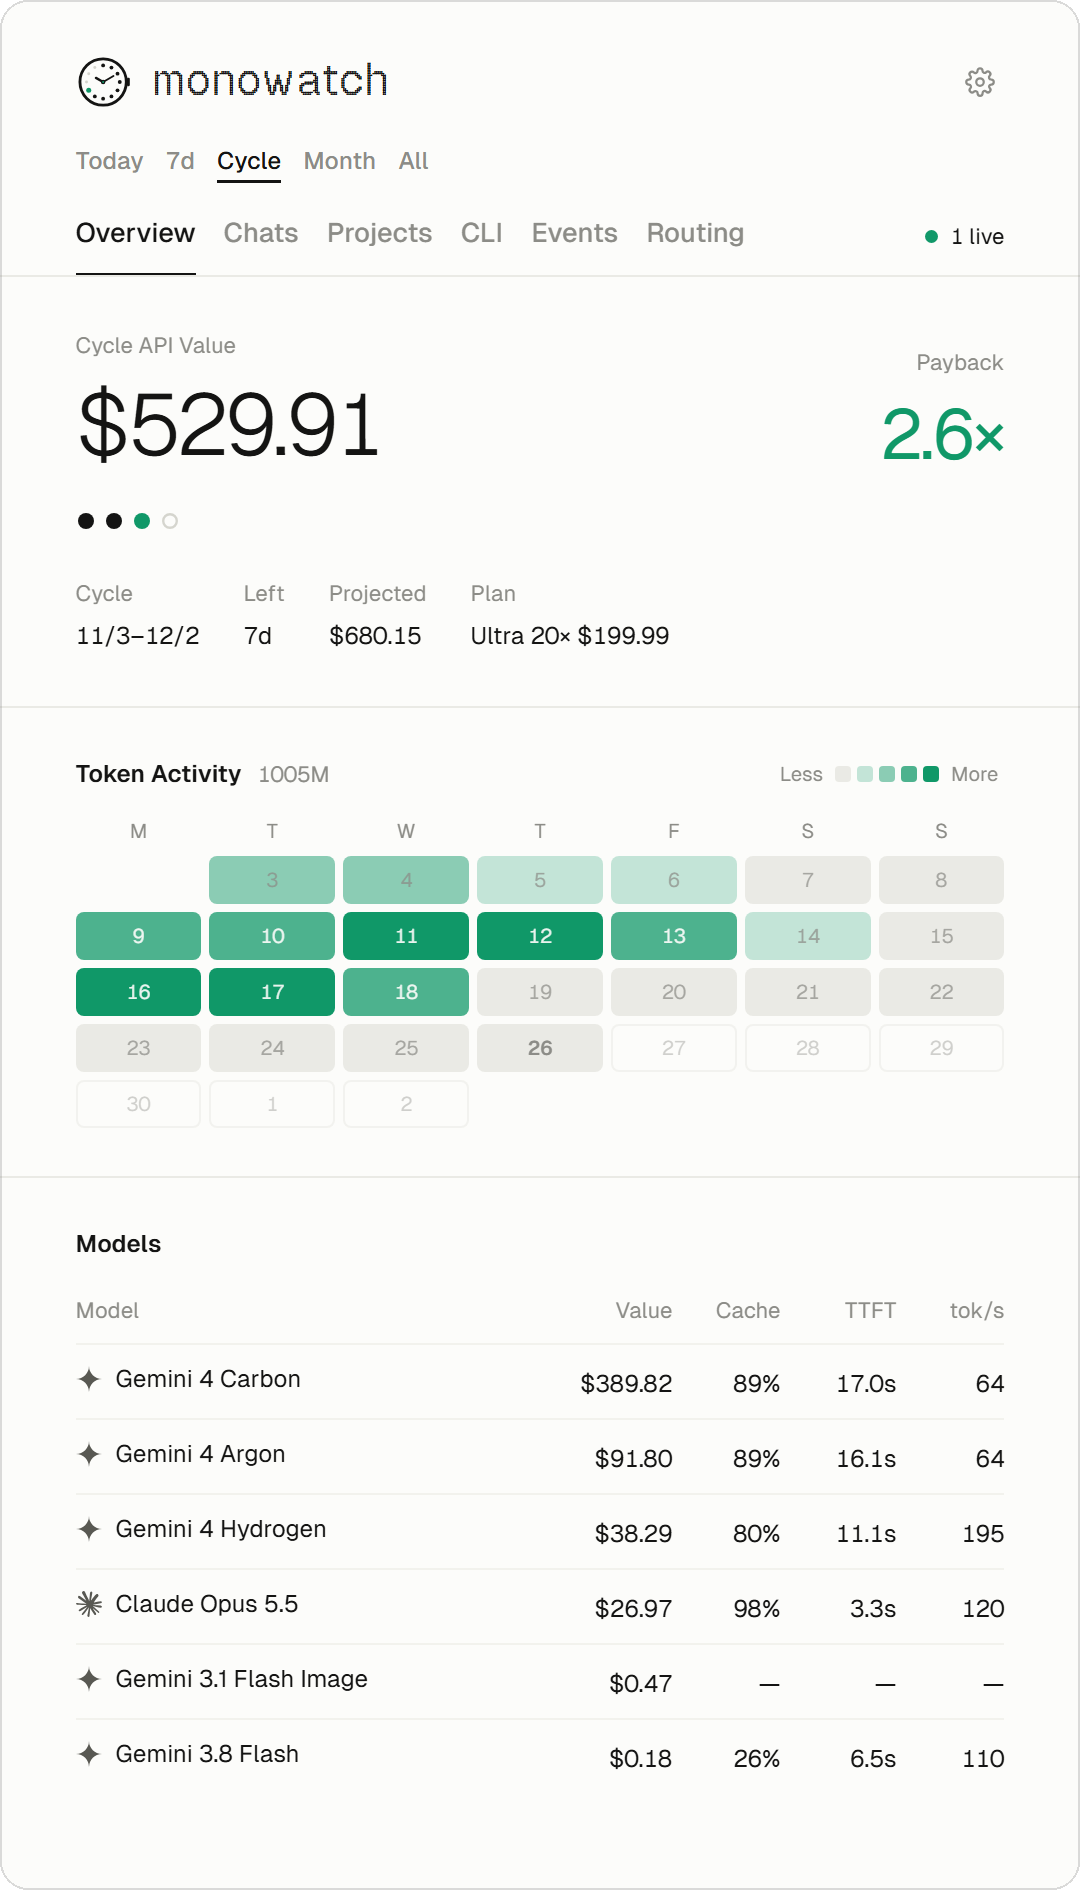 monowatch
Today 7d Cycle Month All
Overview Chats Projects CLI Events Routing 1 live
Cycle API Value
Payback
$529.91
2.6×
Cycle Left Projected Plan
11/3–12/2 7d $680.15 Ultra 20× $199.99
Token Activity 1005M Less More
M T W T F S S
3 4 5 6 7 8
9 10 11 12 13 14 15
16 17 18 19 20 21 22
23 24 25 26 27 28 29
30 1 2
Models
Model Value Cache TTFT tok/s
Gemini 4 Carbon $389.82 89% 17.0s 64
Gemini 4 Argon $91.80 89% 16.1s 64
Gemini 4 Hydrogen $38.29 80% 11.1s 195
Claude Opus 5.5 $26.97 98% 3.3s 120
Gemini 3.1 Flash Image $0.47 — — —
Gemini 3.8 Flash $0.18 26% 6.5s 110